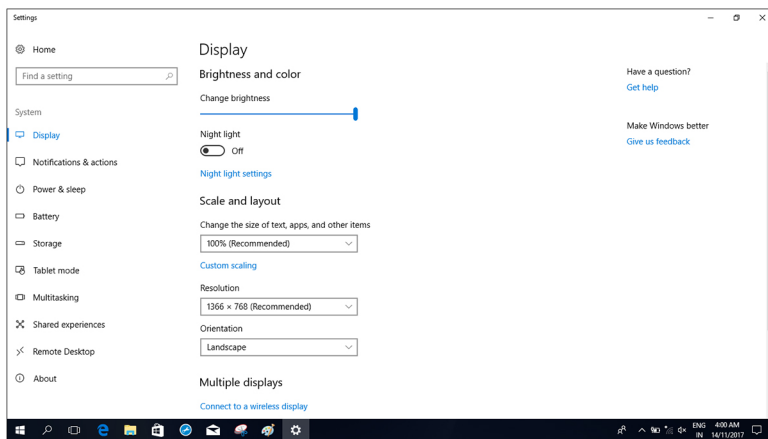 Settings
Home
Find a setting
System
Display
Notifications & actions
Power & sleep
Battery
Storage
Tablet mode
Multitasking
Shared experiences
Remote Desktop
About
Display
Brightness and color
Change brightness
Night light
Off
Night light settings
Scale and layout
Change the size of text, apps, and other items
100% (Recommended)
Custom scaling
Resolution
1366 × 768 (Recommended)
Orientation
Landscape
Multiple displays
Connect to a wireless display
Have a question?
Get help
Make Windows better
Give us feedback
ENG
IN
4:00 AM
14/11/2017